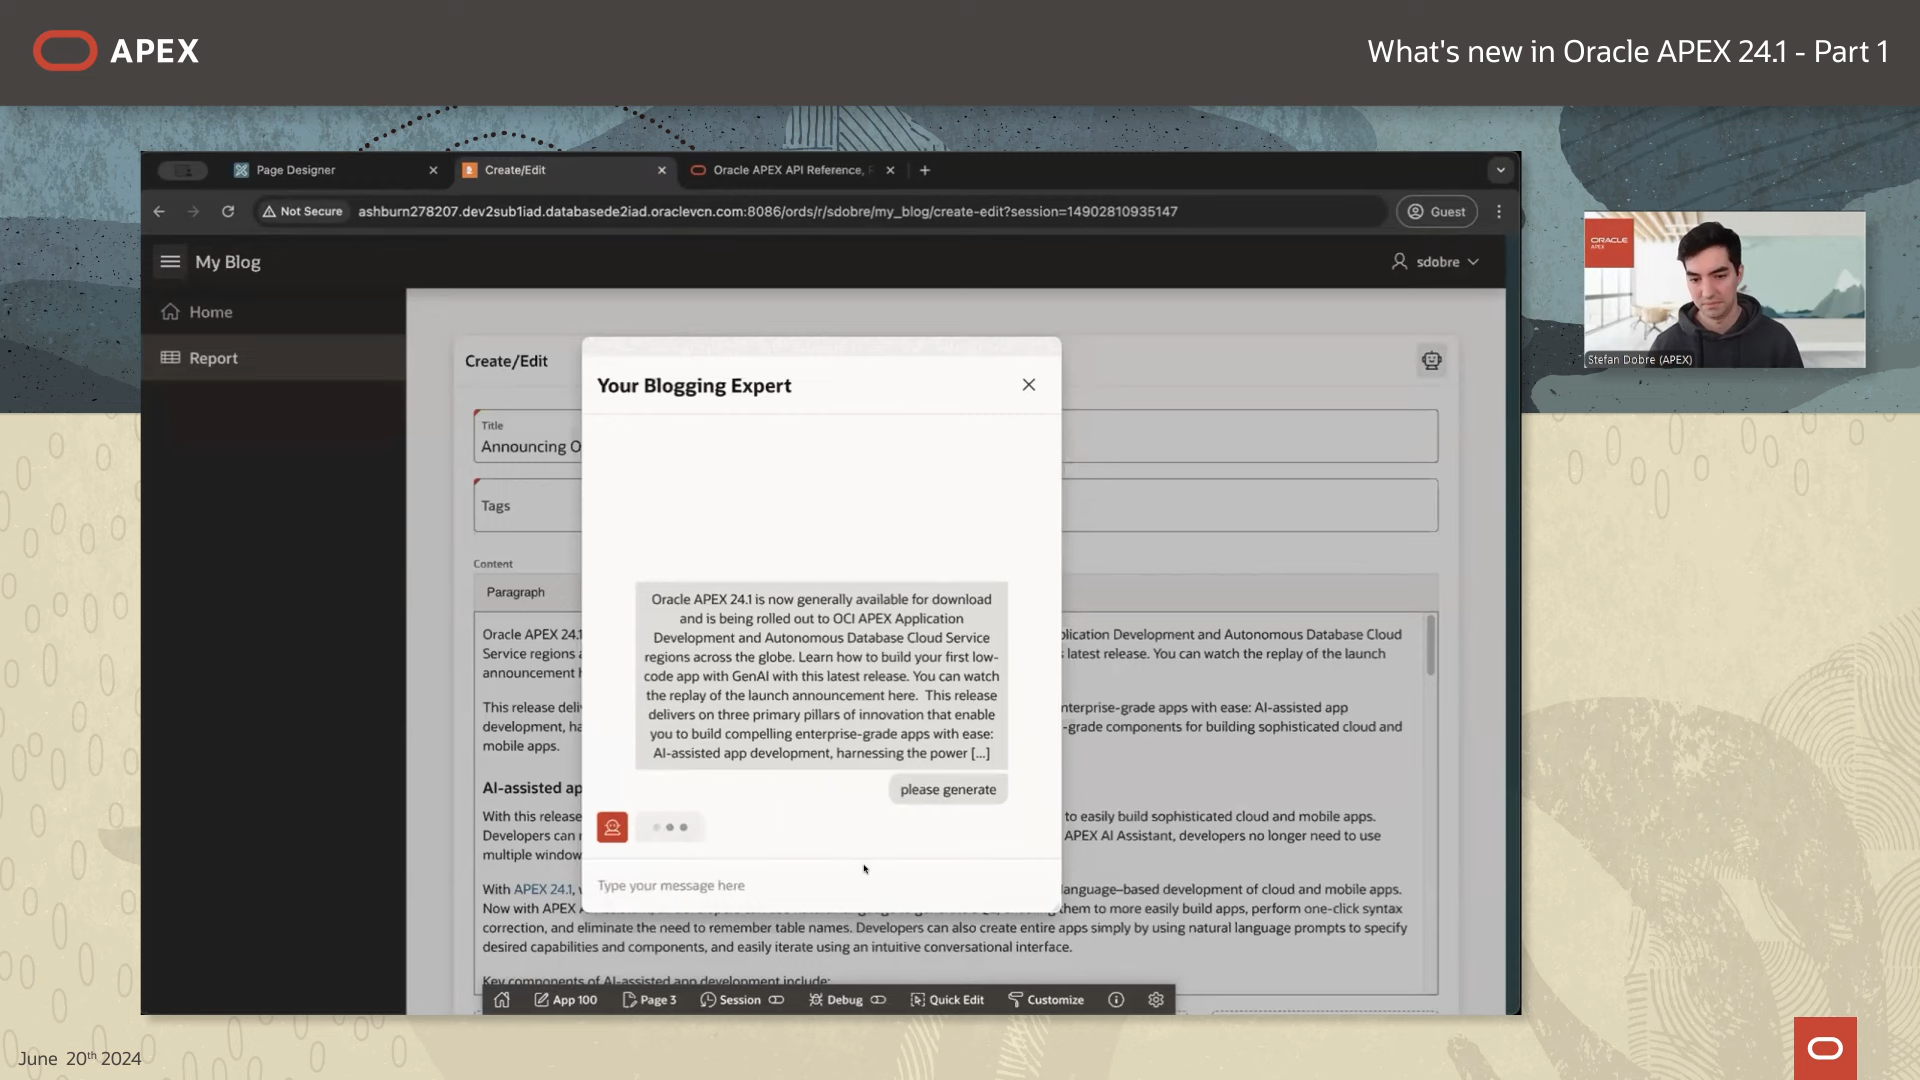 APEX
What's new in Oracle APEX 24.1 - Part 1
Page Designer
Create/Edit
Oracle APEX API Reference,
Not Secure
ashburn278207.dev2sub1iad.databasede2iad.oraclevcn.com:8086/ords/r/sdobre/my_blog/create-edit?session=14902810935147
Guest
My Blog
sdobre
Home
Report
Create/Edit
Title
Announcing O
Tags
Content
Paragraph
Oracle APEX 24.1
plication Development and Autonomous Database Cloud
Service regions a
latest release. You can watch the replay of the launch
announcement h
This release deliv
nterprise-grade apps with ease: AI-assisted app
development, ha
-grade components for building sophisticated cloud and
mobile apps.
AI-assisted ap
With this release
to easily build sophisticated cloud and mobile apps.
Developers can r
APEX AI Assistant, developers no longer need to use
multiple window
With APEX 24.1, w
anguage–based development of cloud and mobile apps.
Now with APEX
them to more easily build apps, perform one-click syntax
correction, and eliminate the need to remember table names. Developers can also create entire apps simply by using natural language prompts to specify
desired capabilities and components, and easily iterate using an intuitive conversational interface.
Key components of AI-assisted app development include:
Your Blogging Expert
Oracle APEX 24.1 is now generally available for download
and is being rolled out to OCI APEX Application
Development and Autonomous Database Cloud Service
regions across the globe. Learn how to build your first low-
code app with GenAI with this latest release. You can watch
the replay of the launch announcement here. This release
delivers on three primary pillars of innovation that enable
you to build compelling enterprise-grade apps with ease:
AI-assisted app development, harnessing the power [...]
please generate
Type your message here
App 100
Page 3
Session
Debug
Quick Edit
Customize
ORACLE
APEX
Stefan Dobre (APEX)
June 20th 2024